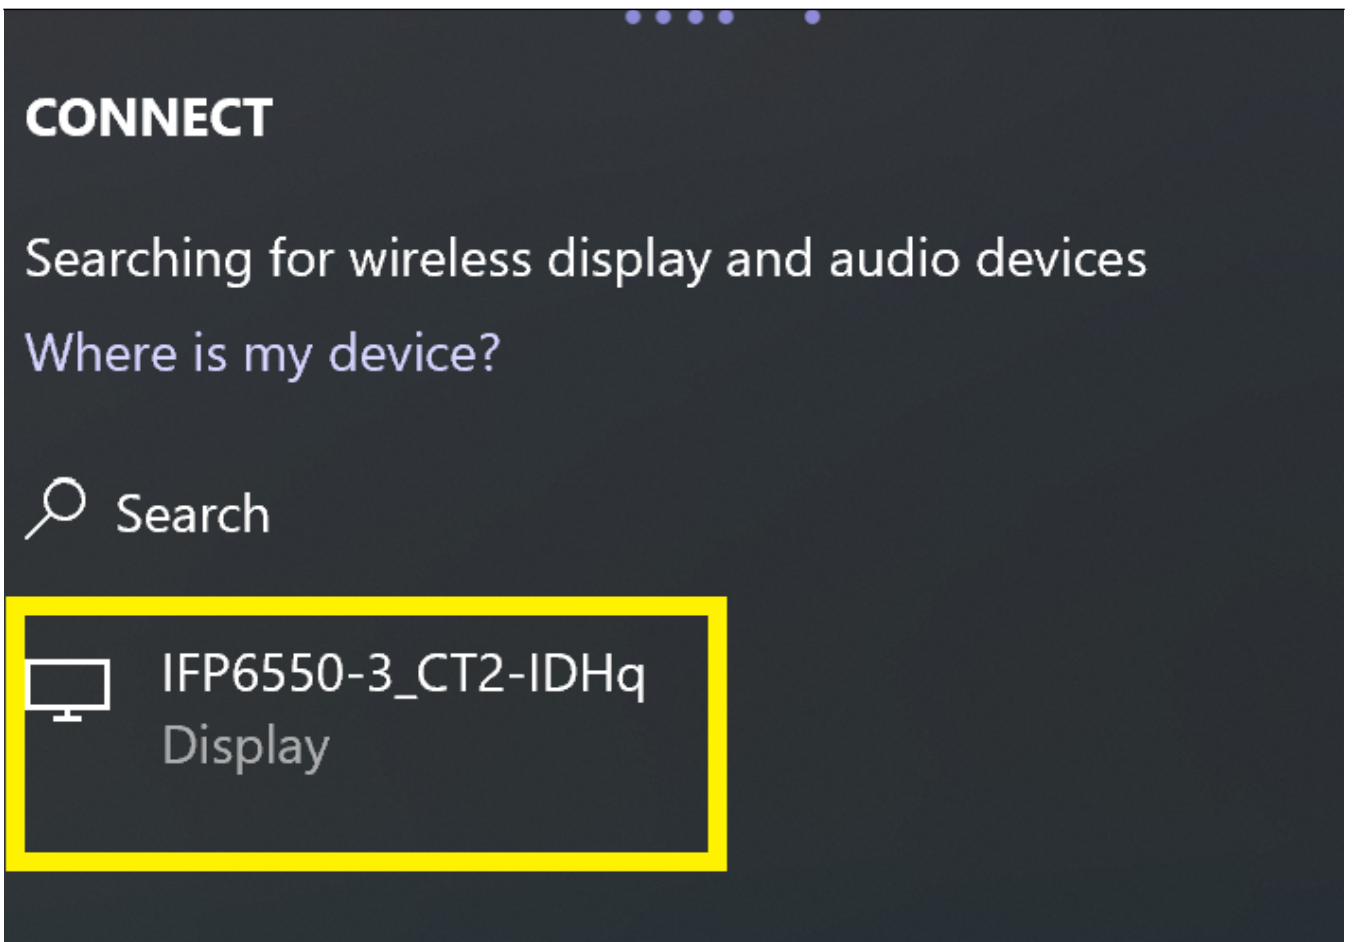 CONNECT
Searching for wireless display and audio devices
Where is my device?
Search
IFP6550-3_CT2-IDHq
Display